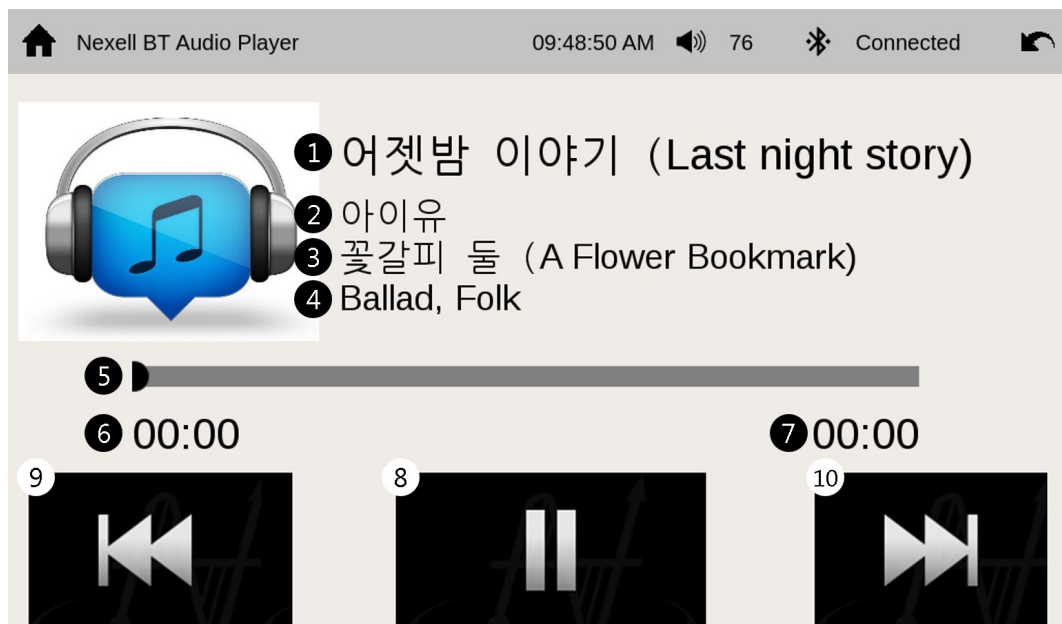 Nexell BT Audio Player 09:48:50 AM 76 Connected
1 어젯밤 이야기 (Last night story)
2 아이유
3 꽃갈피 둘 (A Flower Bookmark)
4 Ballad, Folk
5
6 00:00 7 00:00
9 8 10